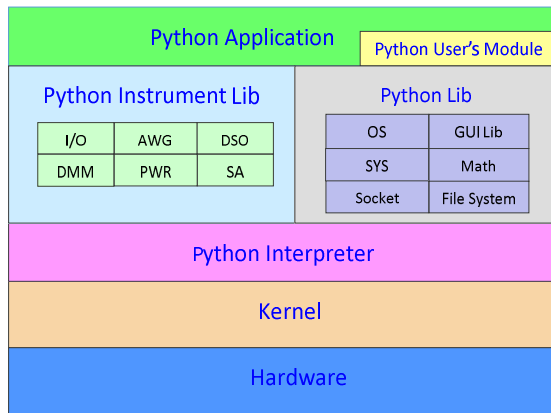 Python Application
Python User's Module
Python Instrument Lib
I/O AWG DSO
DMM PWR SA
Python Lib
OS GUI Lib
SYS Math
Socket File System
Python Interpreter
Kernel
Hardware